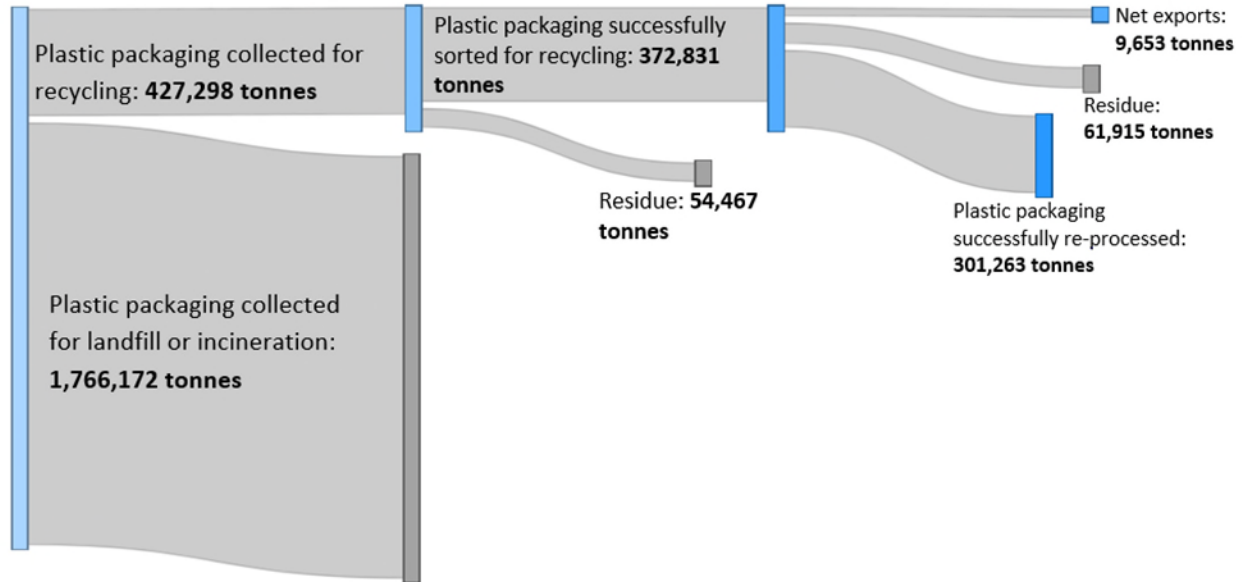 Plastic packaging collected for
recycling: 427,298 tonnes
Plastic packaging successfully
sorted for recycling: 372,831
tonnes
Net exports:
9,653 tonnes
Residue:
61,915 tonnes
Residue: 54,467
tonnes
Plastic packaging
successfully re-processed:
301,263 tonnes
Plastic packaging collected
for landfill or incineration:
1,766,172 tonnes